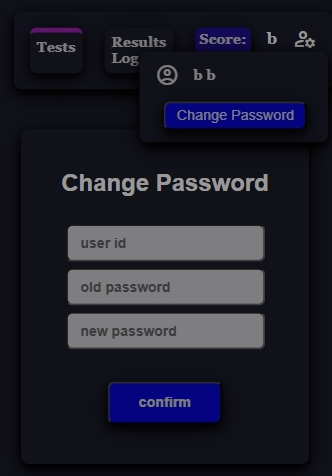 Tests
Results
Log
Score:
b
b b
Change Password
Change Password
user id
old password
new password
confirm